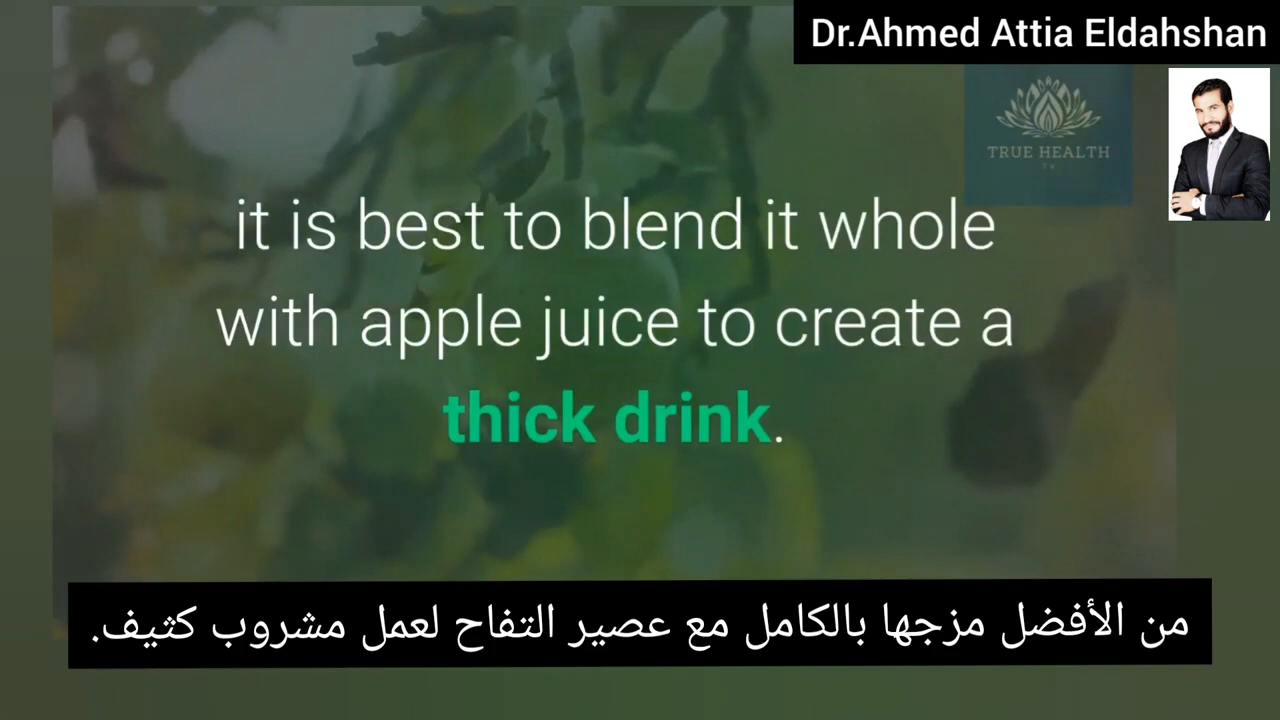 Dr.Ahmed Attia Eldahshan
TRUE HEALTH
TV
it is best to blend it whole
with apple juice to create a
thick drink.
من الأفضل مزجها بالكامل مع عصير التفاح لعمل مشروب كثيف.